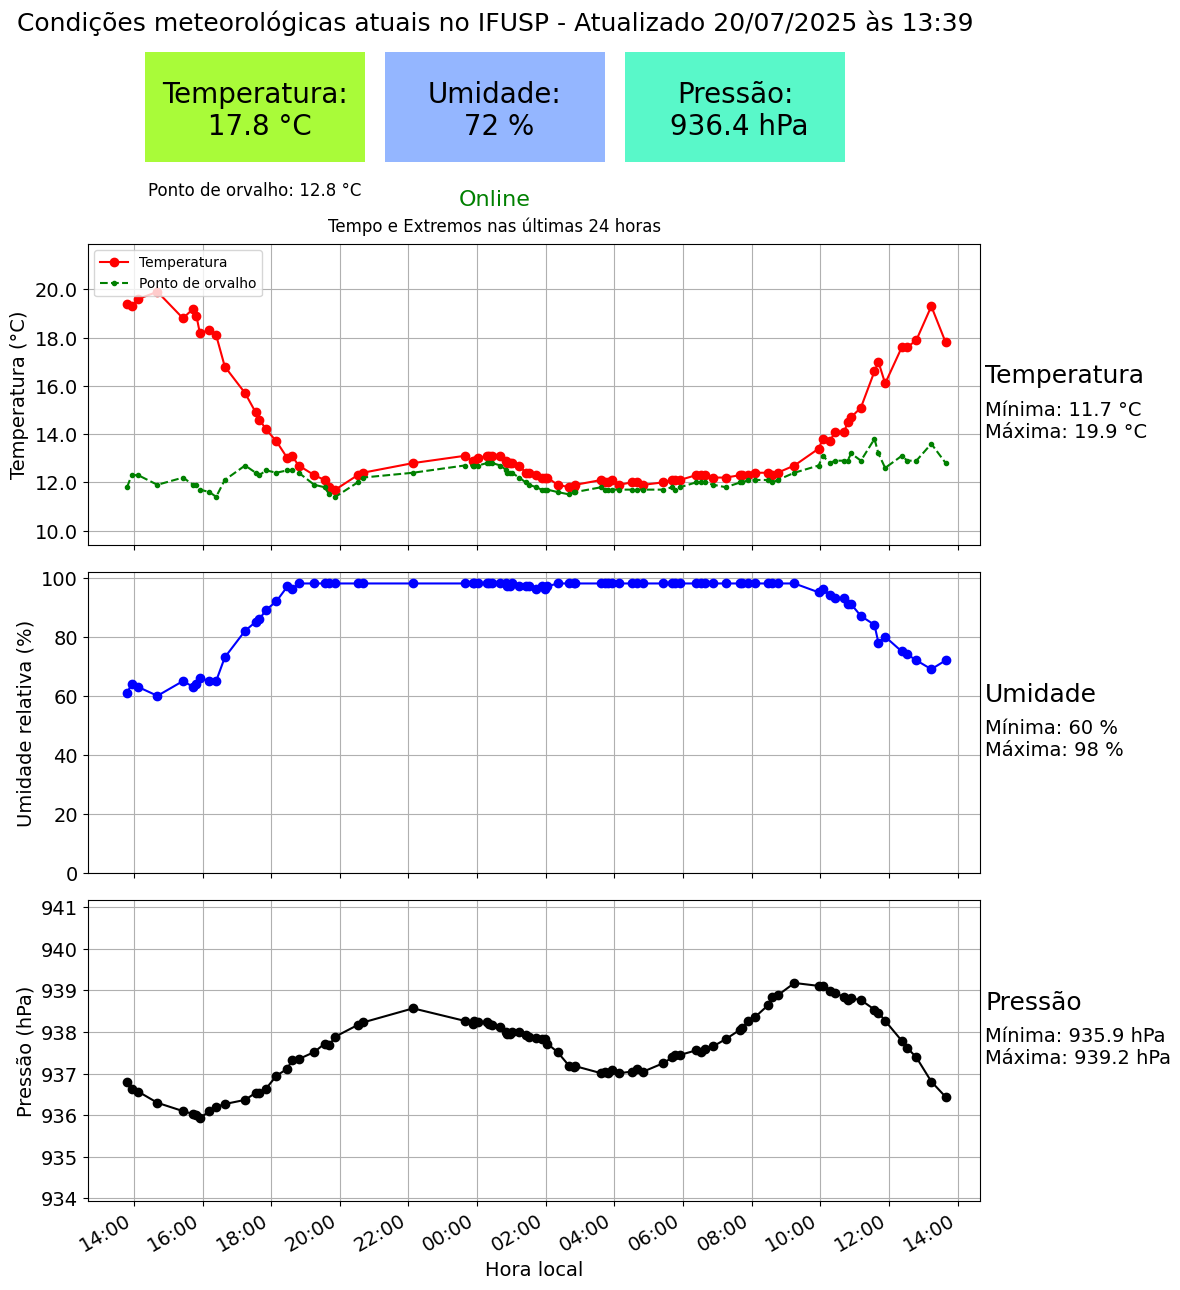 Condições meteorológicas atuais no IFUSP - Atualizado 20/07/2025 às 13:39
Temperatura:
17.8 °C
Umidade:
72 %
Pressão:
936.4 hPa
Ponto de orvalho: 12.8 °C
Online
Tempo e Extremos nas últimas 24 horas
Temperatura
Ponto de orvalho
Temperatura (°C)
20.0
18.0
16.0
14.0
12.0
10.0
Temperatura
Mínima: 11.7 °C
Máxima: 19.9 °C
Umidade relativa (%)
100
80
60
40
20
0
Umidade
Mínima: 60 %
Máxima: 98 %
Pressão (hPa)
941
940
939
938
937
936
935
934
Pressão
Mínima: 935.9 hPa
Máxima: 939.2 hPa
14:00 16:00 18:00 20:00 22:00 00:00 02:00 04:00 06:00 08:00 10:00 12:00 14:00
Hora local